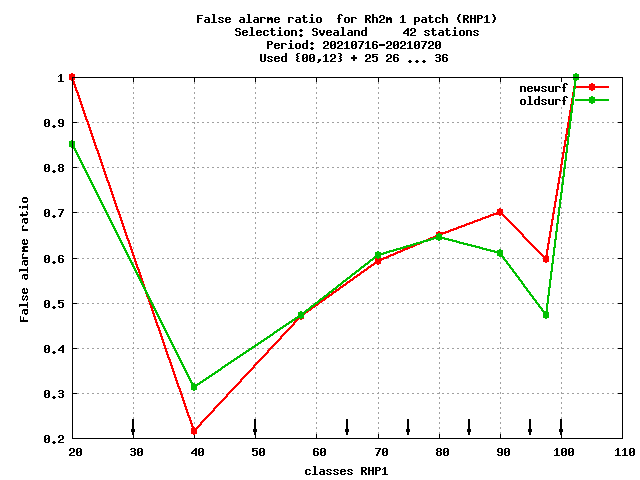 False alarme ratio  for Rh2m 1 patch (RHP1)
Selection: Svealand     42 stations
Period: 20210716-20210720
Used {00,12} + 25 26 ... 36
newsurf
oldsurf
1
0.9
0.8
0.7
0.6
0.5
0.4
0.3
0.2
False alarme ratio
20 30 40 50 60 70 80 90 100 110
classes RHP1